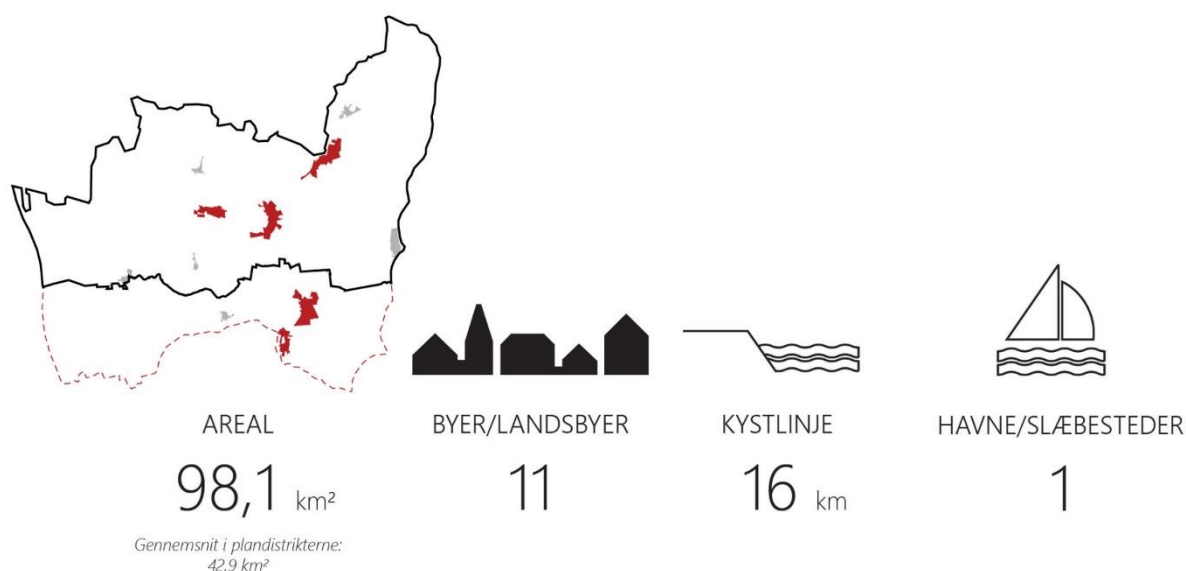 AREAL
98,1 km²
Gennemsnit i plandistrikterne:
42,9 km²
BYER/LANDSBYER
11
KYSTLINJE
16 km
HAVNE/SLÆBESTEDER
1